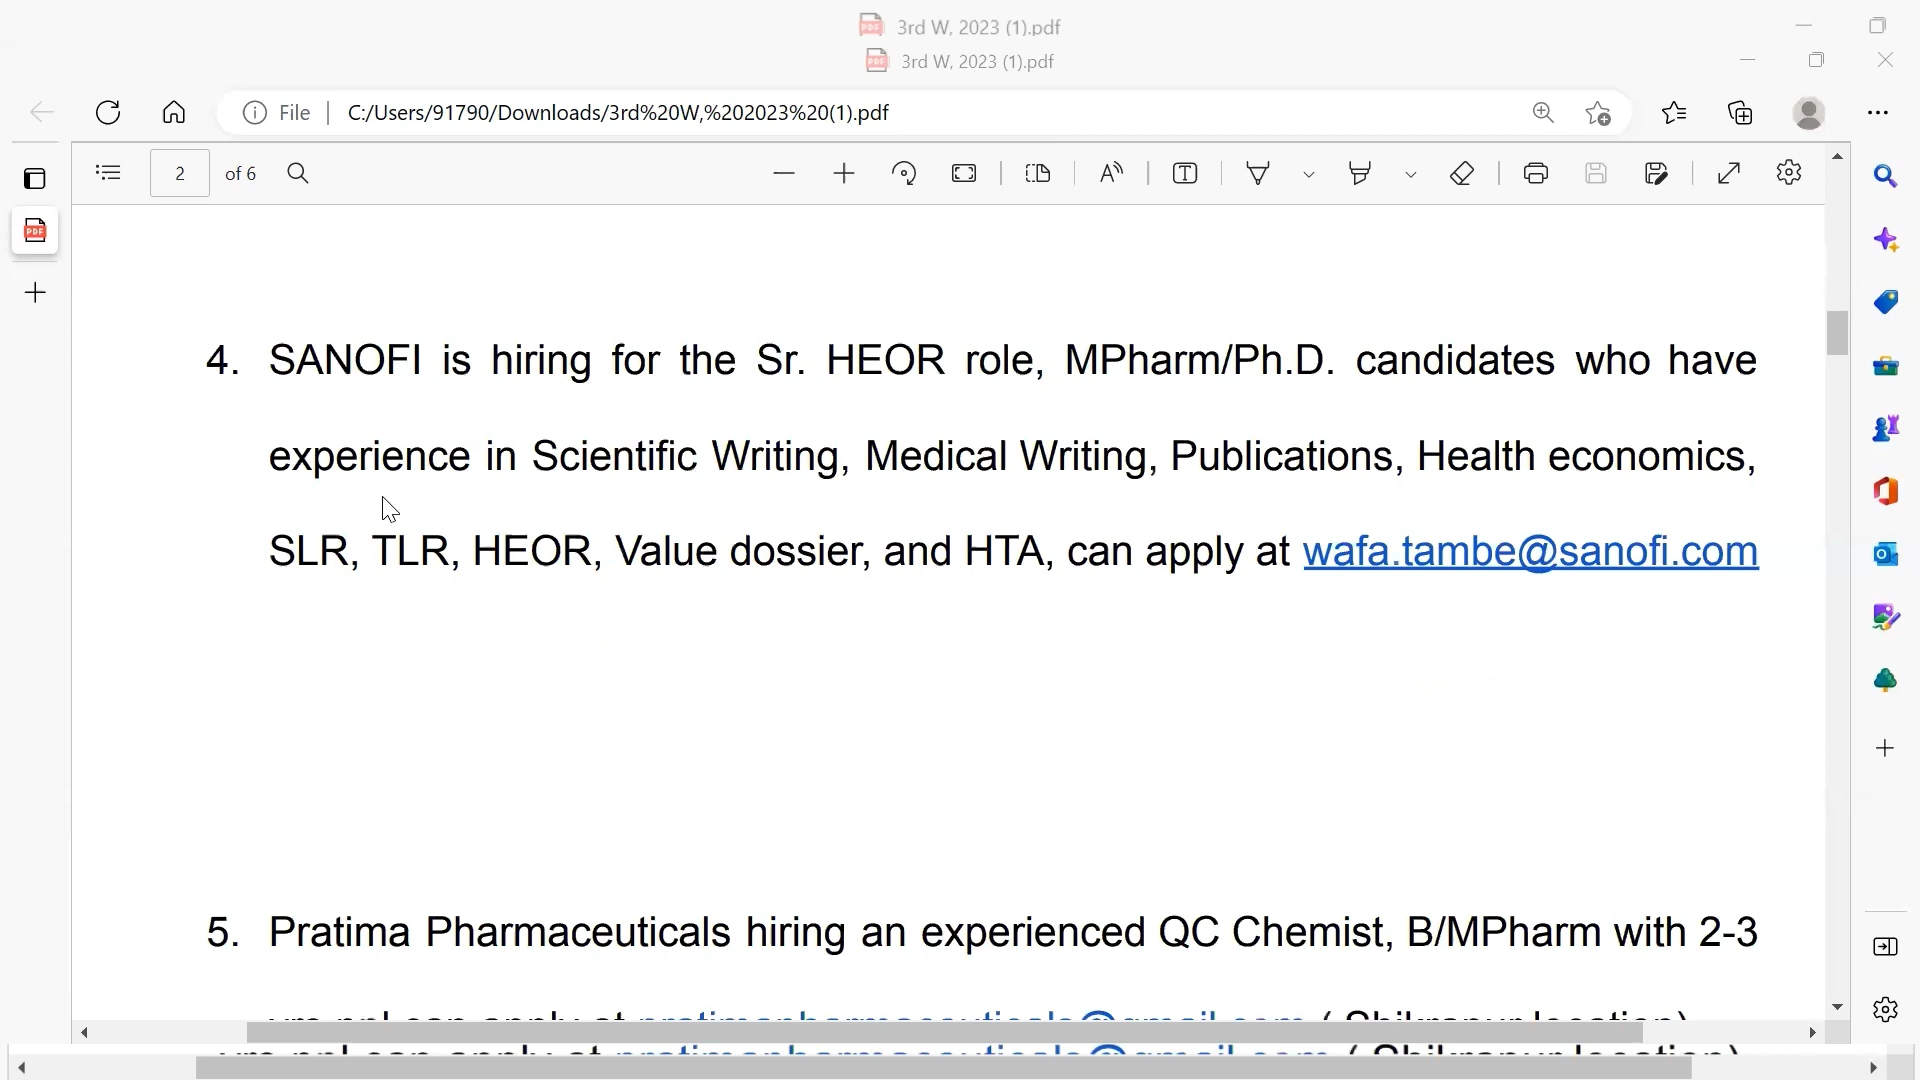 3rd W, 2023 (1).pdf
3rd W, 2023 (1).pdf
File
C:/Users/91790/Downloads/3rd%20W,%202023%20(1).pdf
2 of 6
4. SANOFI is hiring for the Sr. HEOR role, MPharm/Ph.D. candidates who have
experience in Scientific Writing, Medical Writing, Publications, Health economics,
SLR, TLR, HEOR, Value dossier, and HTA, can apply at wafa.tambe@sanofi.com
5. Pratima Pharmaceuticals hiring an experienced QC Chemist, B/MPharm with 2-3